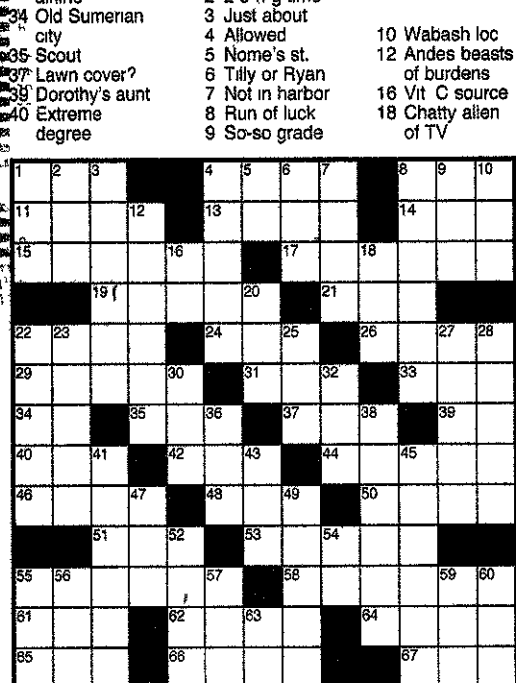 34 Old Sumerian
city
35 Scout
37 Lawn cover?
39 Dorothy's aunt
40 Extreme
degree
3 Just about
4 Allowed
5 Nome's st.
6 Tilly or Ryan
7 Not in harbor
8 Run of luck
9 So-so grade
10 Wabash loc
12 Andes beasts
of burdens
16 Vit C source
18 Chatty alien
of TV
1 2 3 4 5 6 7 8 9 10
11 12 13 14
15 16 17 18
19 20 21
22 23 24 25 26 27 28
29 30 31 32 33
34 35 36 37 38 39
40 41 42 43 44 45
46 47 48 49 50
51 52 53 54
55 56 57 58 59 60
61 62 63 64
65 66 67